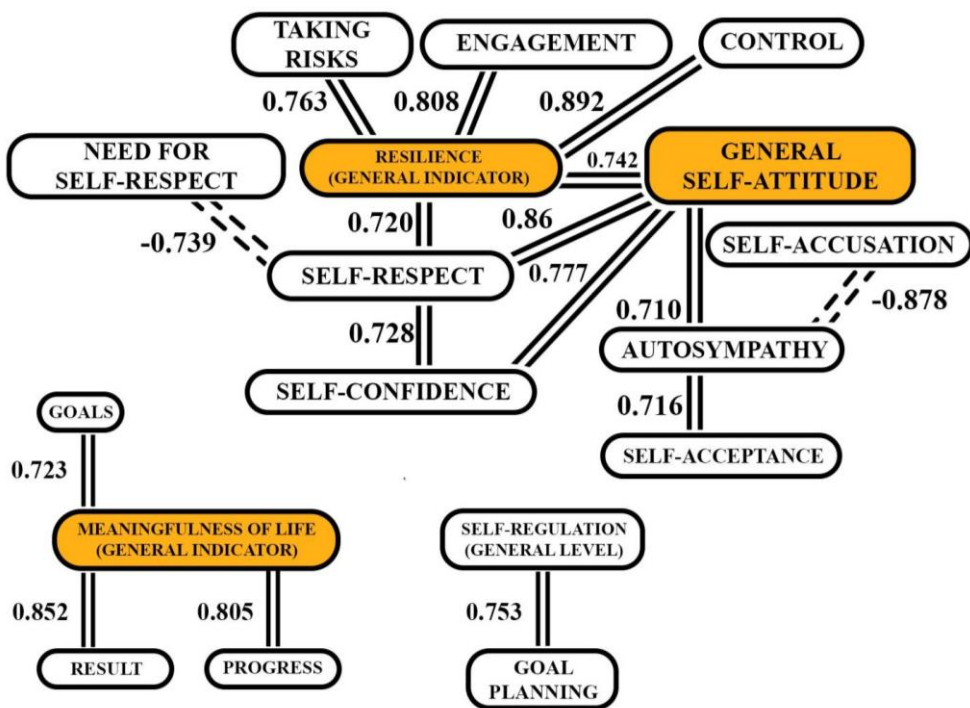 TAKING
RISKS
ENGAGEMENT
CONTROL
0.763
0.808
0.892
NEED FOR
SELF-RESPECT
RESILIENCE
(GENERAL INDICATOR)
0.742
GENERAL
SELF-ATTITUDE
0.720
0.86
-0.739
SELF-RESPECT
0.777
SELF-ACCUSATION
-0.878
0.728
0.710
AUTOSYMPATHY
SELF-CONFIDENCE
0.716
SELF-ACCEPTANCE
GOALS
0.723
MEANINGFULNESS OF LIFE
(GENERAL INDICATOR)
SELF-REGULATION
(GENERAL LEVEL)
0.852
0.805
0.753
RESULT
PROGRESS
GOAL
PLANNING